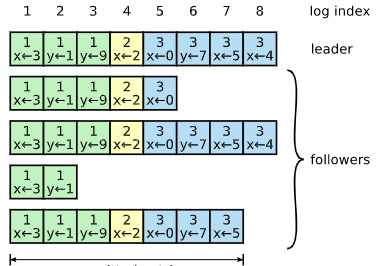 1 2 3 4 5 6 7 8 log index
1 1 1 2 3 3 3 3
x←3 y←1 y←9 x←2 x←0 y←7 x←5 x←4
leader
1 1 1 2 3
x←3 y←1 y←9 x←2 x←0
1 1 1 2 3 3 3 3
x←3 y←1 y←9 x←2 x←0 y←7 x←5 x←4
followers
1 1
x←3 y←1
1 1 1 2 3 3 3
x←3 y←1 y←9 x←2 x←0 y←7 x←5